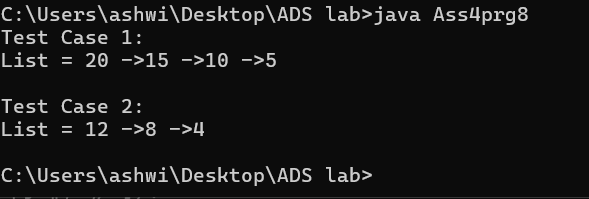 C:\Users\ashwi\Desktop\ADS lab>java Ass4prg8
Test Case 1:
List = 20 ->15 ->10 ->5
Test Case 2:
List = 12 ->8 ->4
C:\Users\ashwi\Desktop\ADS lab>